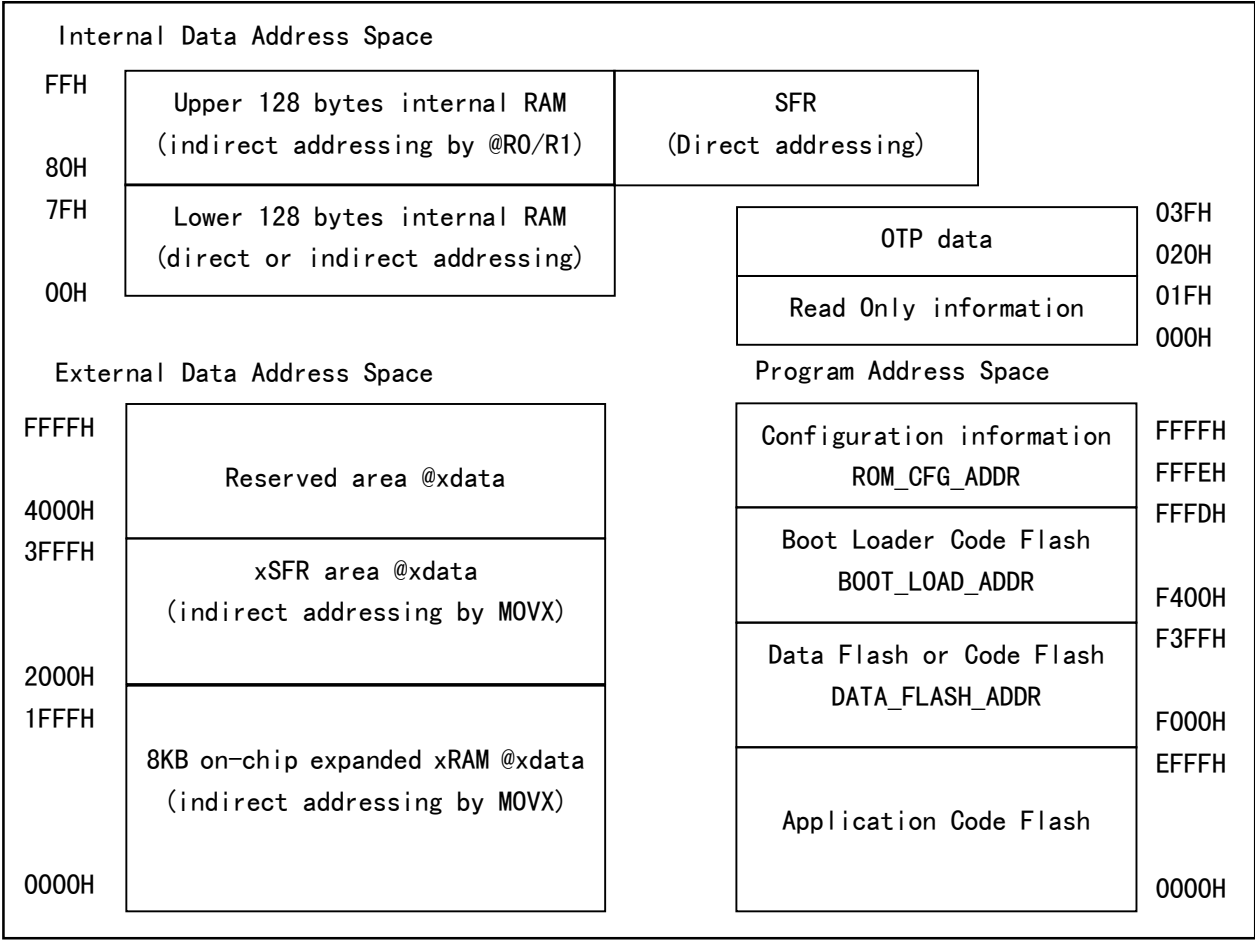 Internal Data Address Space
FFH
Upper 128 bytes internal RAM
(indirect addressing by @R0/R1)
80H
SFR
(Direct addressing)
7FH
Lower 128 bytes internal RAM
(direct or indirect addressing)
00H
OTP data
03FH
020H
Read Only information
01FH
000H
External Data Address Space
FFFFH
Reserved area @xdata
4000H
3FFFH
xSFR area @xdata
(indirect addressing by MOVX)
2000H
1FFFH
8KB on-chip expanded xRAM @xdata
(indirect addressing by MOVX)
0000H
Program Address Space
Configuration information
ROM_CFG_ADDR
FFFFH
FFFEH
FFFDH
Boot Loader Code Flash
BOOT_LOAD_ADDR
F400H
F3FFH
Data Flash or Code Flash
DATA_FLASH_ADDR
F000H
EFFFH
Application Code Flash
0000H